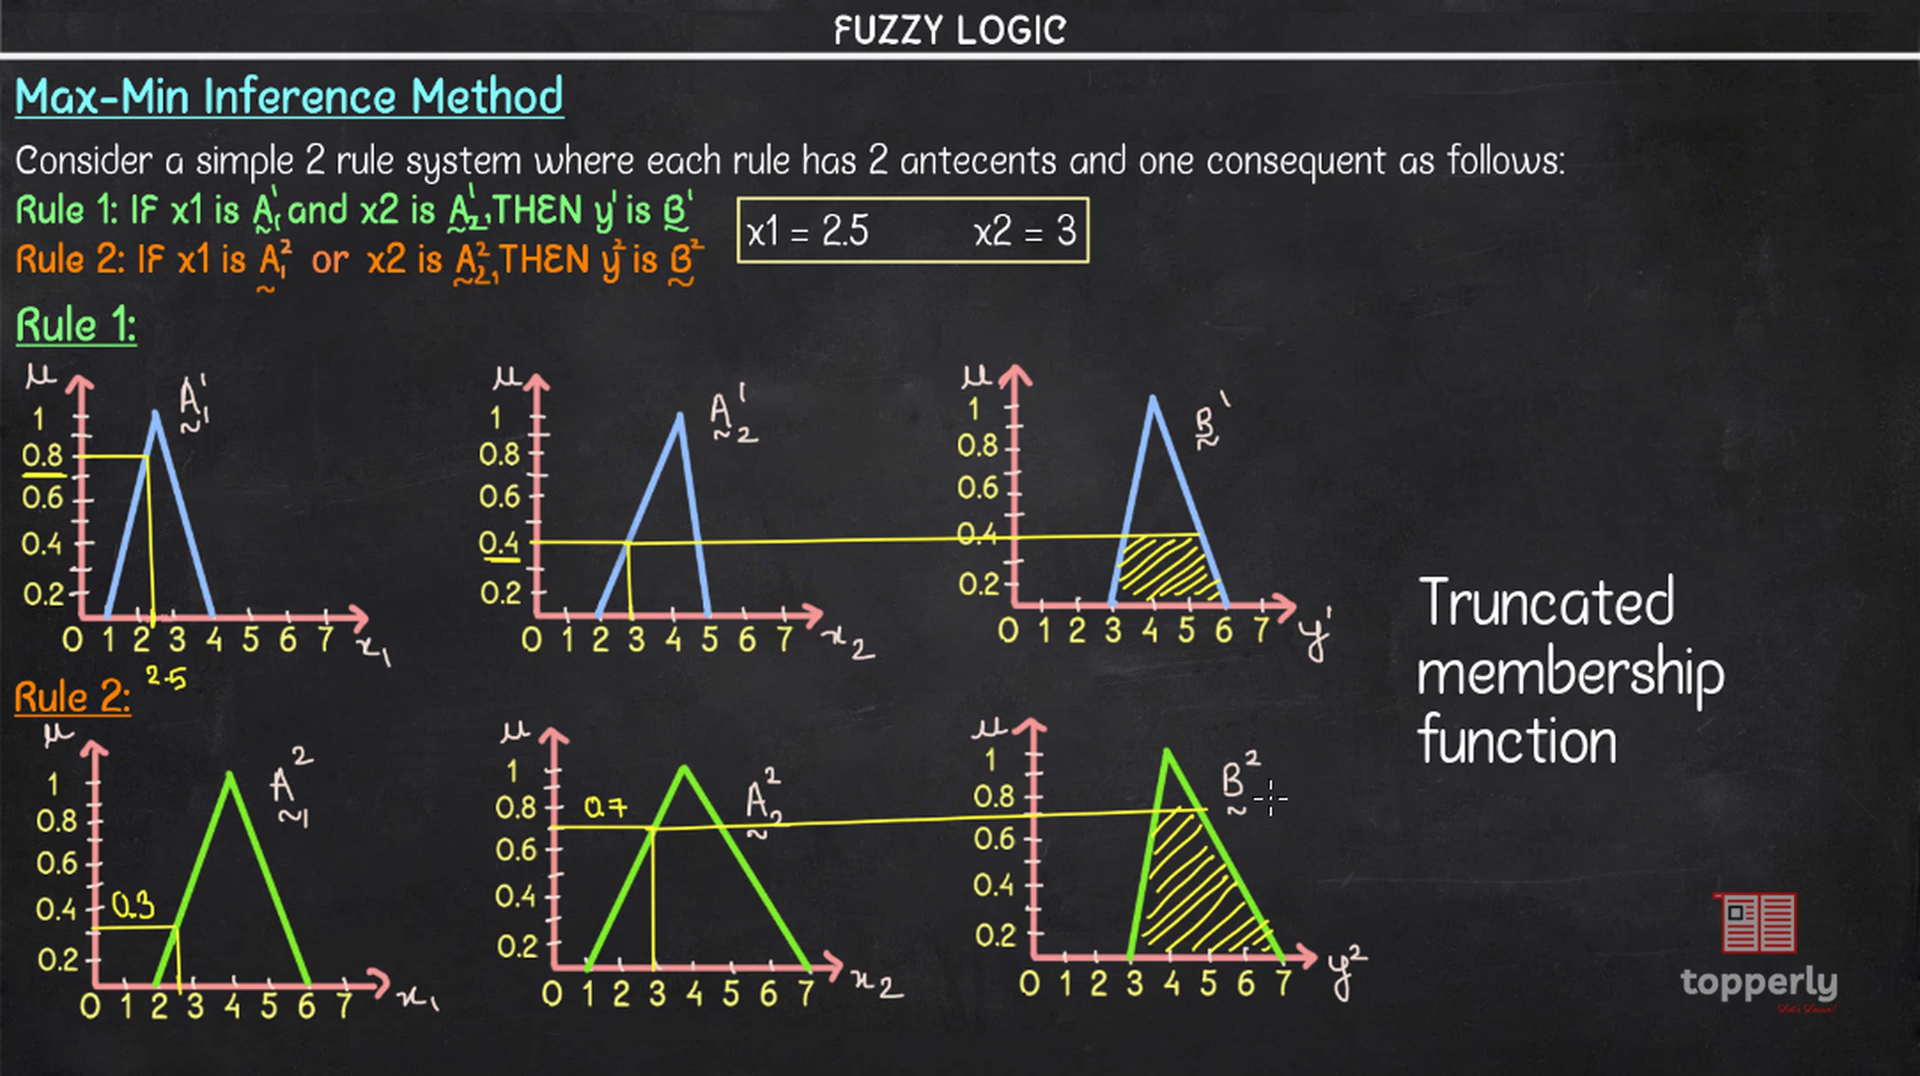 FUZZY LOGIC
Max-Min Inference Method
Consider a simple 2 rule system where each rule has 2 antecents and one consequent as follows:
Rule 1: IF x1 is A₁¹ and x2 is A₂¹, THEN y¹ is B¹
x1 = 2.5 x2 = 3
Rule 2: IF x1 is A₁² or x2 is A₂², THEN y² is B²
Rule 1:
μ A₁¹
1
0.8
0.6
0.4
0.2
0 1 2 3 4 5 6 7 x₁
2.5
μ A₂¹
1
0.8
0.6
0.4
0.2
0 1 2 3 4 5 6 7 x₂
μ B¹
1
0.8
0.6
0.4
0.2
0 1 2 3 4 5 6 7 y¹
Truncated
membership
function
Rule 2:
μ A₁²
1
0.8
0.6
0.4 0.3
0.2
0 1 2 3 4 5 6 7 x₁
μ A₂²
1
0.8 0.7
0.6
0.4
0.2
0 1 2 3 4 5 6 7 x₂
μ B²
1
0.8
0.6
0.4
0.2
0 1 2 3 4 5 6 7 y²
topperly
Let's Learn!